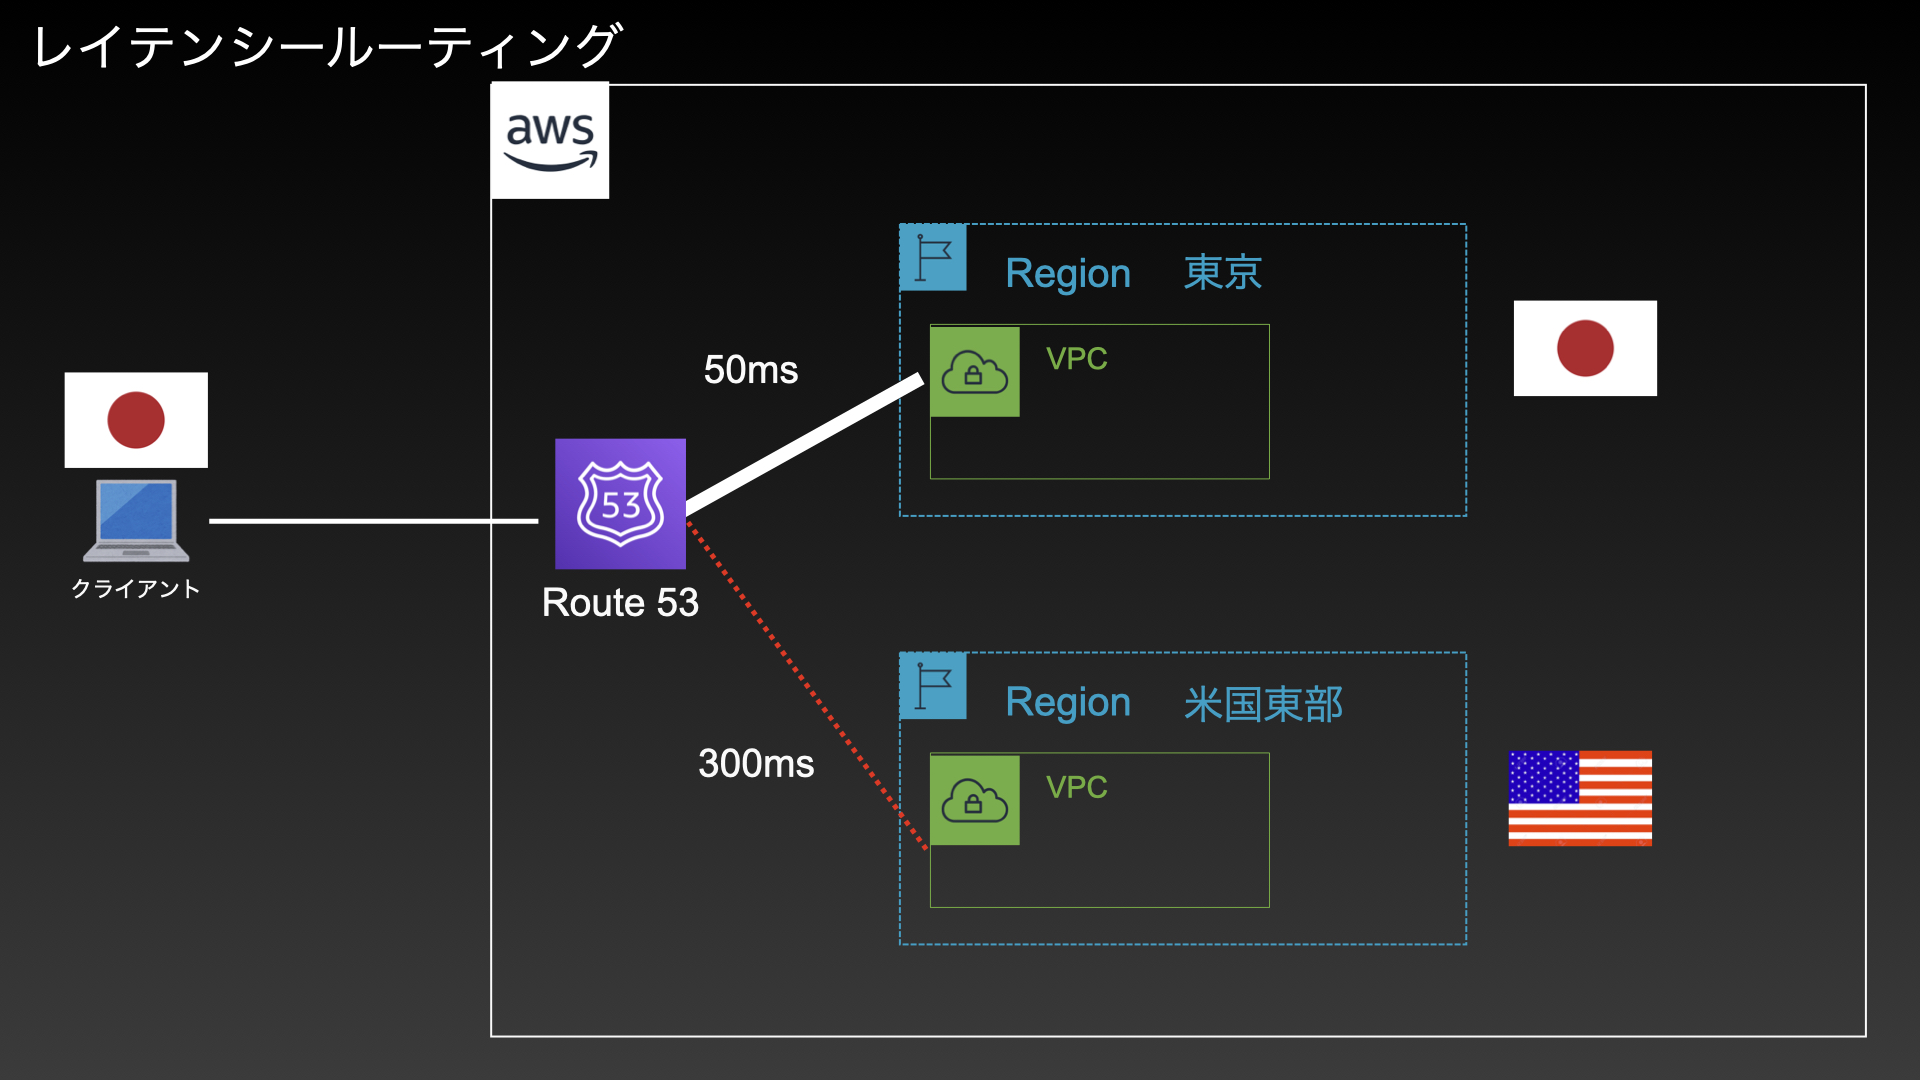 レイテンシールーティング
aws
Region 東京
VPC
50ms
53
Route 53
クライアント
Region 米国東部
VPC
300ms